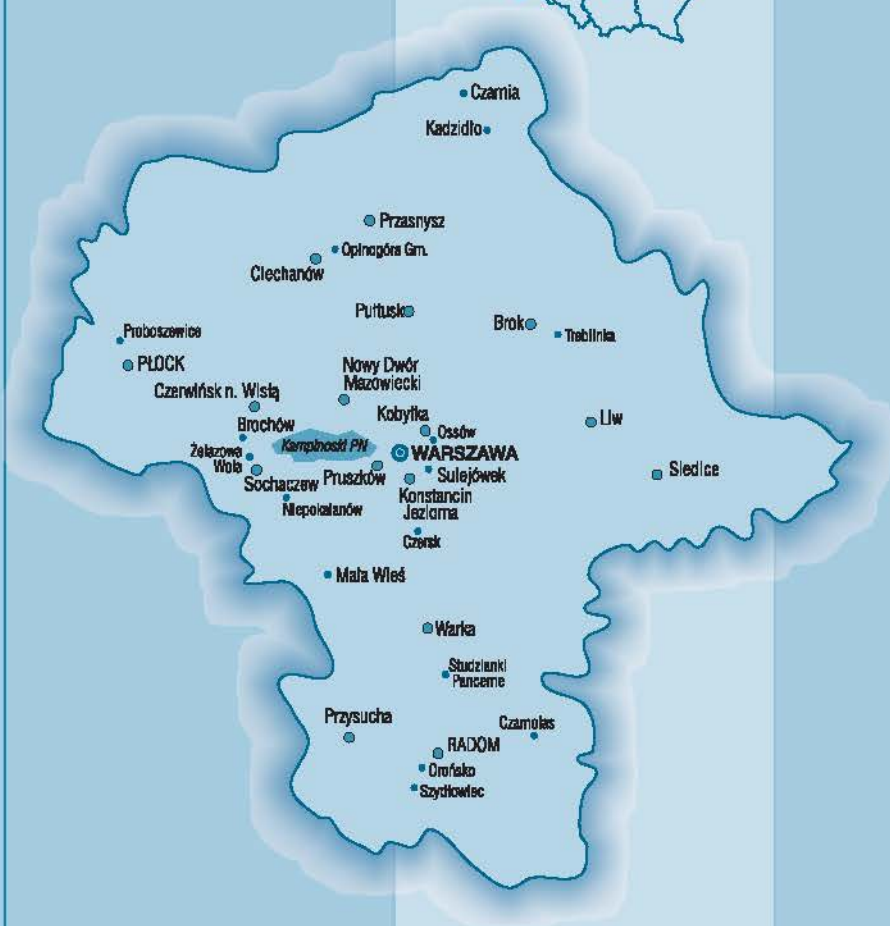 Czarnia
Kadzidło
Przasnysz
Opinogóra Grn.
Ciechanów
Pułtusk
Brok
Treblinka
Proboszewice
PŁOCK
Nowy Dwór
Mazowiecki
Czerwińsk n. Wisłą
Kobyłka
Liw
Brochów
Ossów
Kampinoski PN
WARSZAWA
Żelazowa
Wola
Sochaczew
Pruszków
Sulejówek
Siedlce
Konstancin
Jeziorna
Niepokalanów
Czersk
Mała Wieś
Warka
Studzianki
Pancerne
Przysucha
Czarnolas
RADOM
Orońsko
Szydłowiec